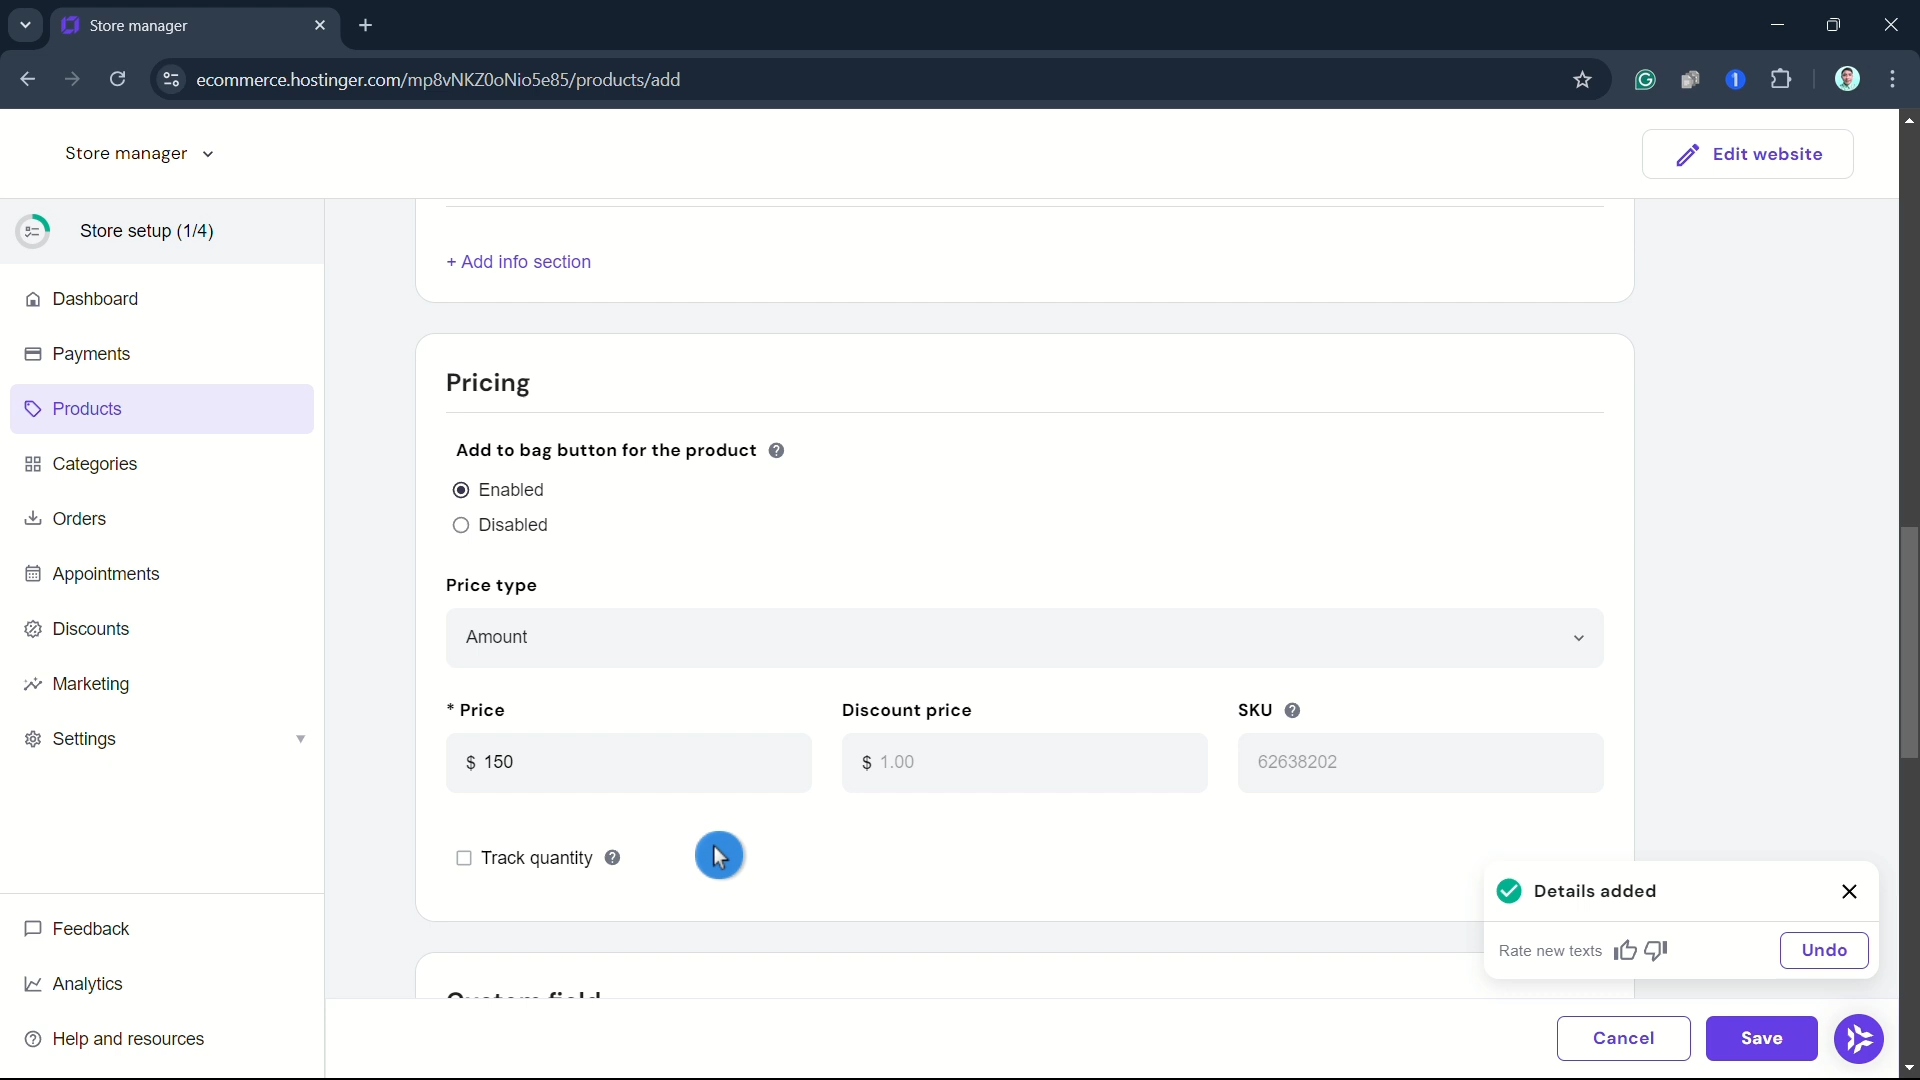 Store manager
ecommerce.hostinger.com/mp8vNKZ0oNio5e85/products/add
Store manager
Edit website
Store setup (1/4)
Dashboard
Payments
Products
Categories
Orders
Appointments
Discounts
Marketing
Settings
Feedback
Analytics
Help and resources
+ Add info section
Pricing
Add to bag button for the product
Enabled
Disabled
Price type
Amount
* Price
Discount price
SKU
$ 150
$ 1.00
62638202
Track quantity
Custom field
Details added
Rate new texts
Undo
Cancel
Save